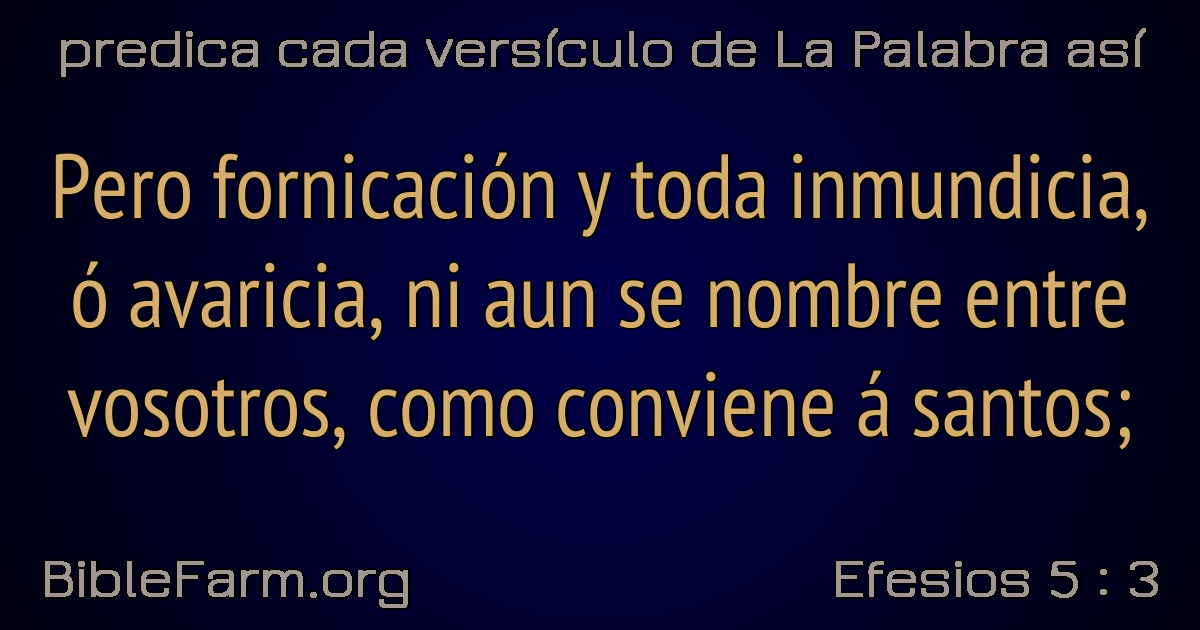 predica cada versículo de La Palabra así
Pero fornicación y toda inmundicia,
ó avaricia, ni aun se nombre entre
vosotros, como conviene á santos;
BibleFarm.org
Efesios 5 : 3